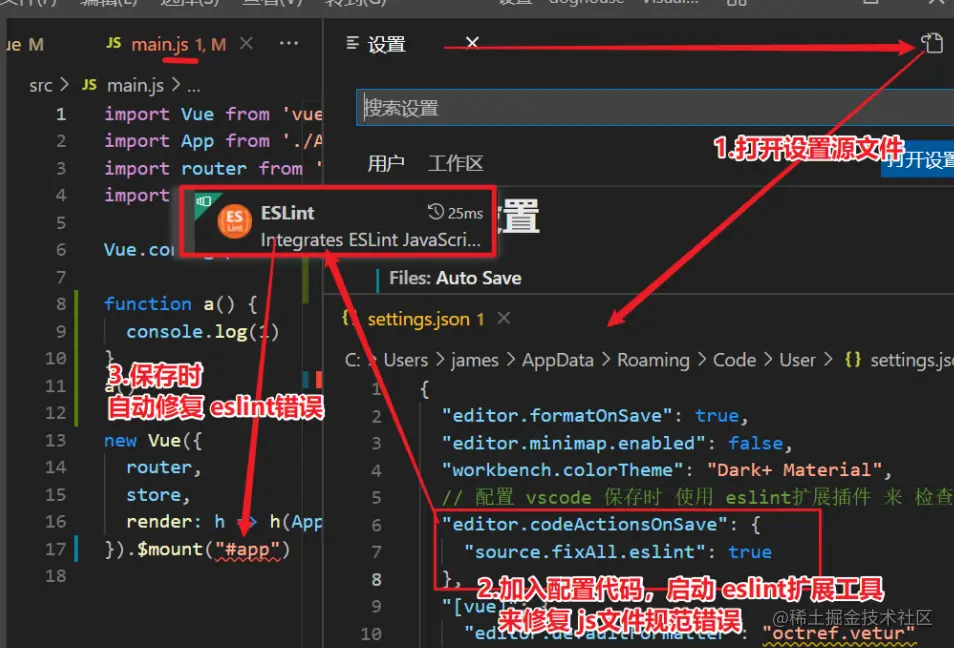 设置
ue M
JS main.js 1, M
设置
src > JS main.js > ...
1 import Vue from 'vue
2 import App from './A
3 import router from '
4 import
5
6 Vue.con
7
8 function a() {
9 console.log(1)
10 }
11 a()
12
13 new Vue({
14 router,
15 store,
16 render: h => h(App
17 }).$mount("#app")
18
搜索设置
1.打开设置源文件
用户 工作区
打开设置
ESLint 25ms
Integrates ESLint JavaScri...
置
Files: Auto Save
{} settings.json 1
C: > Users > james > AppData > Roaming > Code > User > {} settings.jso
1 {
2 "editor.formatOnSave": true,
3 "editor.minimap.enabled": false,
4 "workbench.colorTheme": "Dark+ Material",
5 // 配置 vscode 保存时 使用 eslint扩展插件 来 检查
6 "editor.codeActionsOnSave": {
7 "source.fixAll.eslint": true
8 },
9 "[vue]
10 "editor.defaultFormatter "octref.vetur"
3.保存时
自动修复 eslint错误
2.加入配置代码，启动 eslint扩展工具
来修复 js文件规范错误
@稀土掘金技术社区